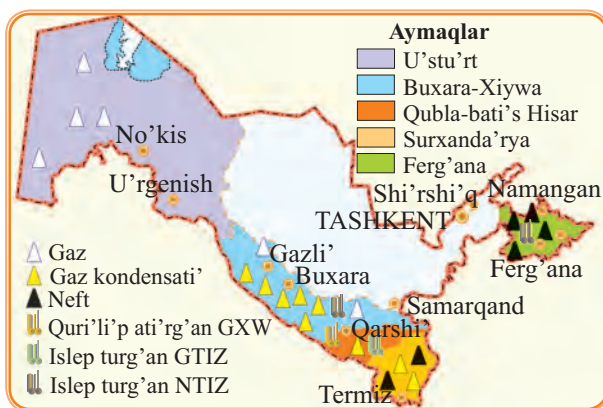 Aymaqlar
U'stu'rt
Buxara-Xiywa
Qubla-bati's Hisar
Surxanda'rya
Ferg'ana
No'kis
U'rgenish
Shi'rshi'q
Namangan
TASHKENT
Ferg'ana
Gazli'
Buxara
Samarqand
Qarshi'
Termiz
Gaz
Gaz kondensati'
Neft
Quri'li'p ati'rg'an GXW
Islep turg'an GTIZ
Islep turg'an NTIZ